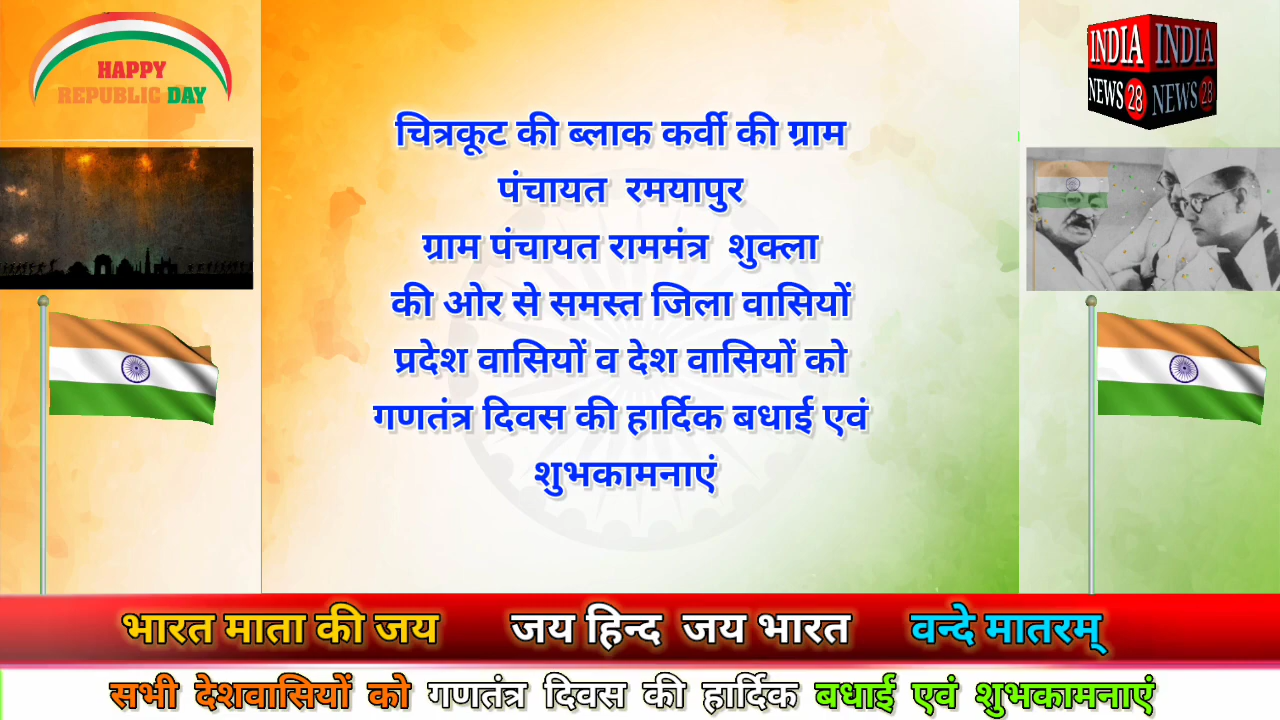 HAPPY
REPUBLIC DAY
INDIA INDIA
NEWS 28 NEWS 28
चित्रकूट की ब्लाक कर्वी की ग्राम
पंचायत रमयापुर
ग्राम पंचायत राममंत्र शुक्ला
की ओर से समस्त जिला वासियों
प्रदेश वासियों व देश वासियों को
गणतंत्र दिवस की हार्दिक बधाई एवं
शुभकामनाएं
भारत माता की जय जय हिन्द जय भारत वन्दे मातरम्
सभी देशवासियों को गणतंत्र दिवस की हार्दिक बधाई एवं शुभकामनाएं